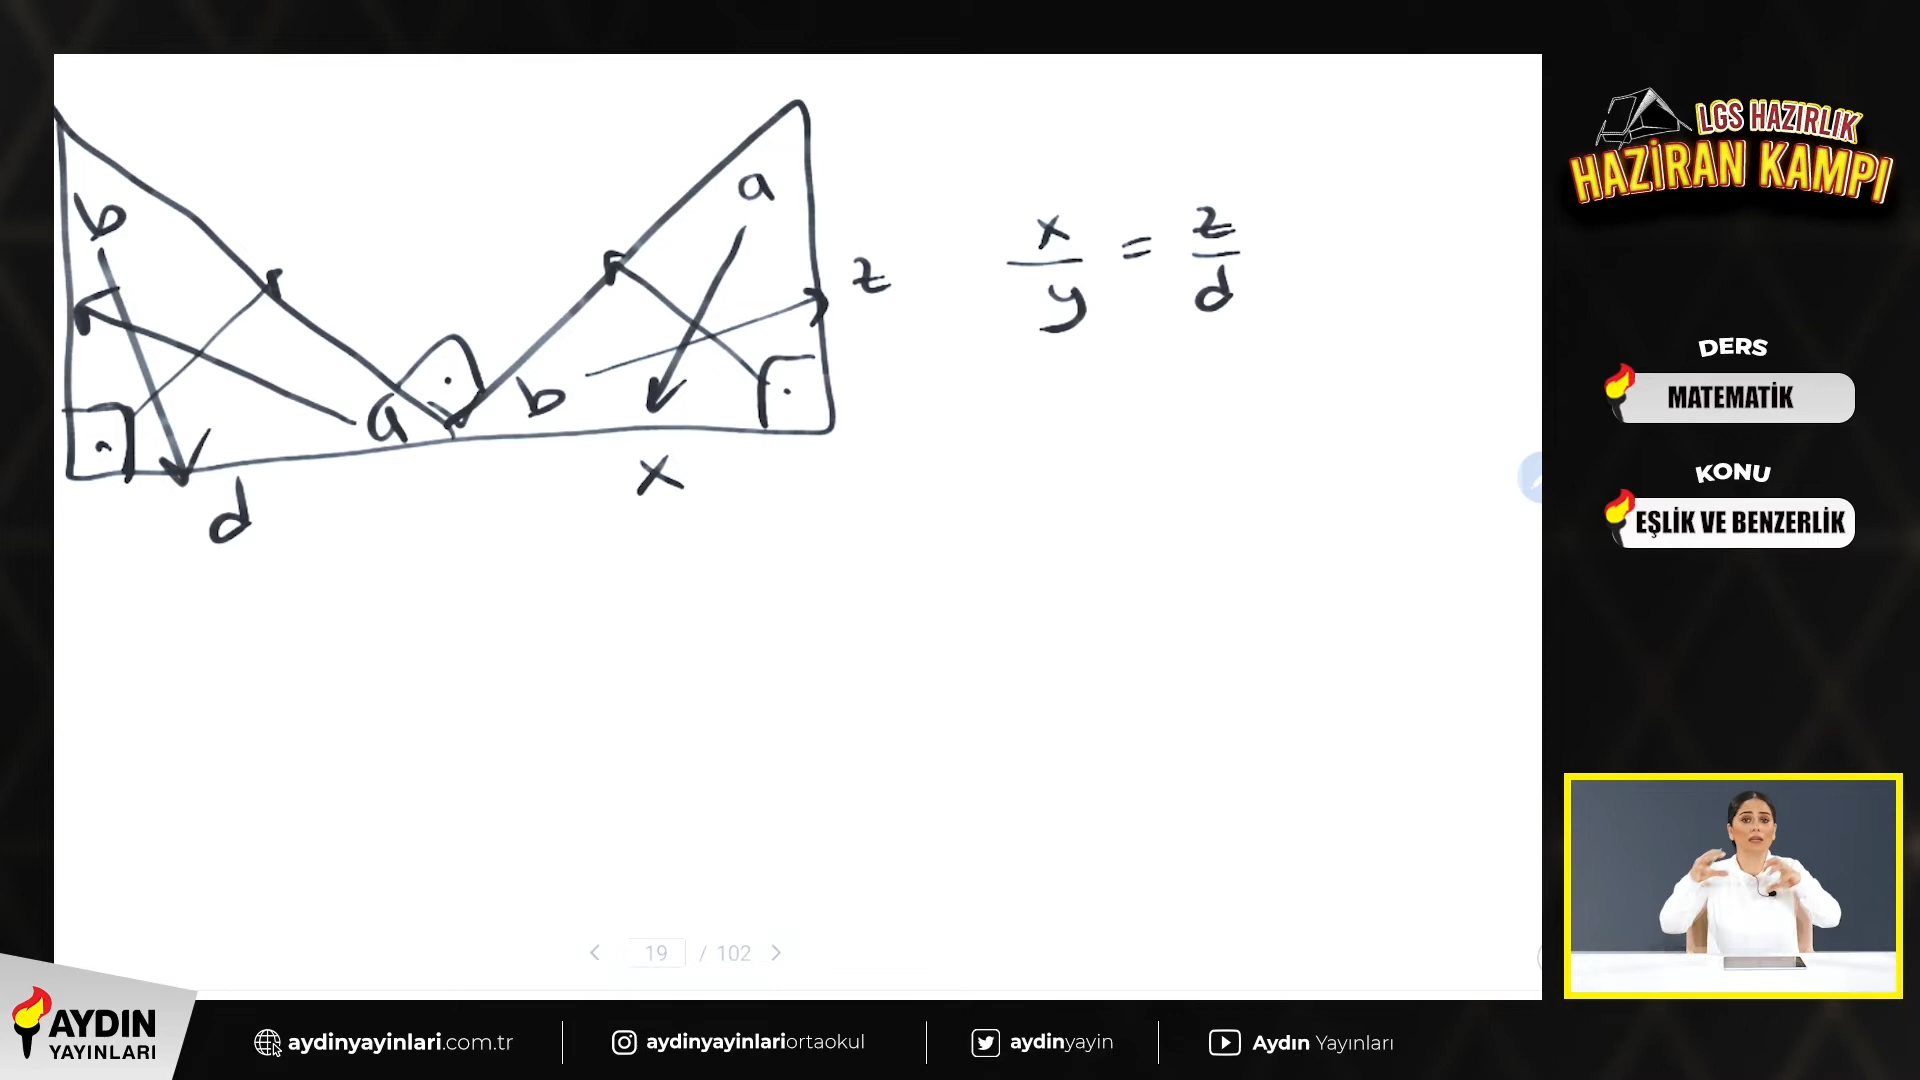 b
a
a
b
z
d
x
x/y = z/d
LGS HAZIRLIK
HAZİRAN KAMPI
DERS
MATEMATİK
KONU
EŞLİK VE BENZERLİK
19 / 102
AYDIN
YAYINLARI
aydinyayinlari.com.tr
aydinyayinlariortaokul
aydinyayin
Aydın Yayınları